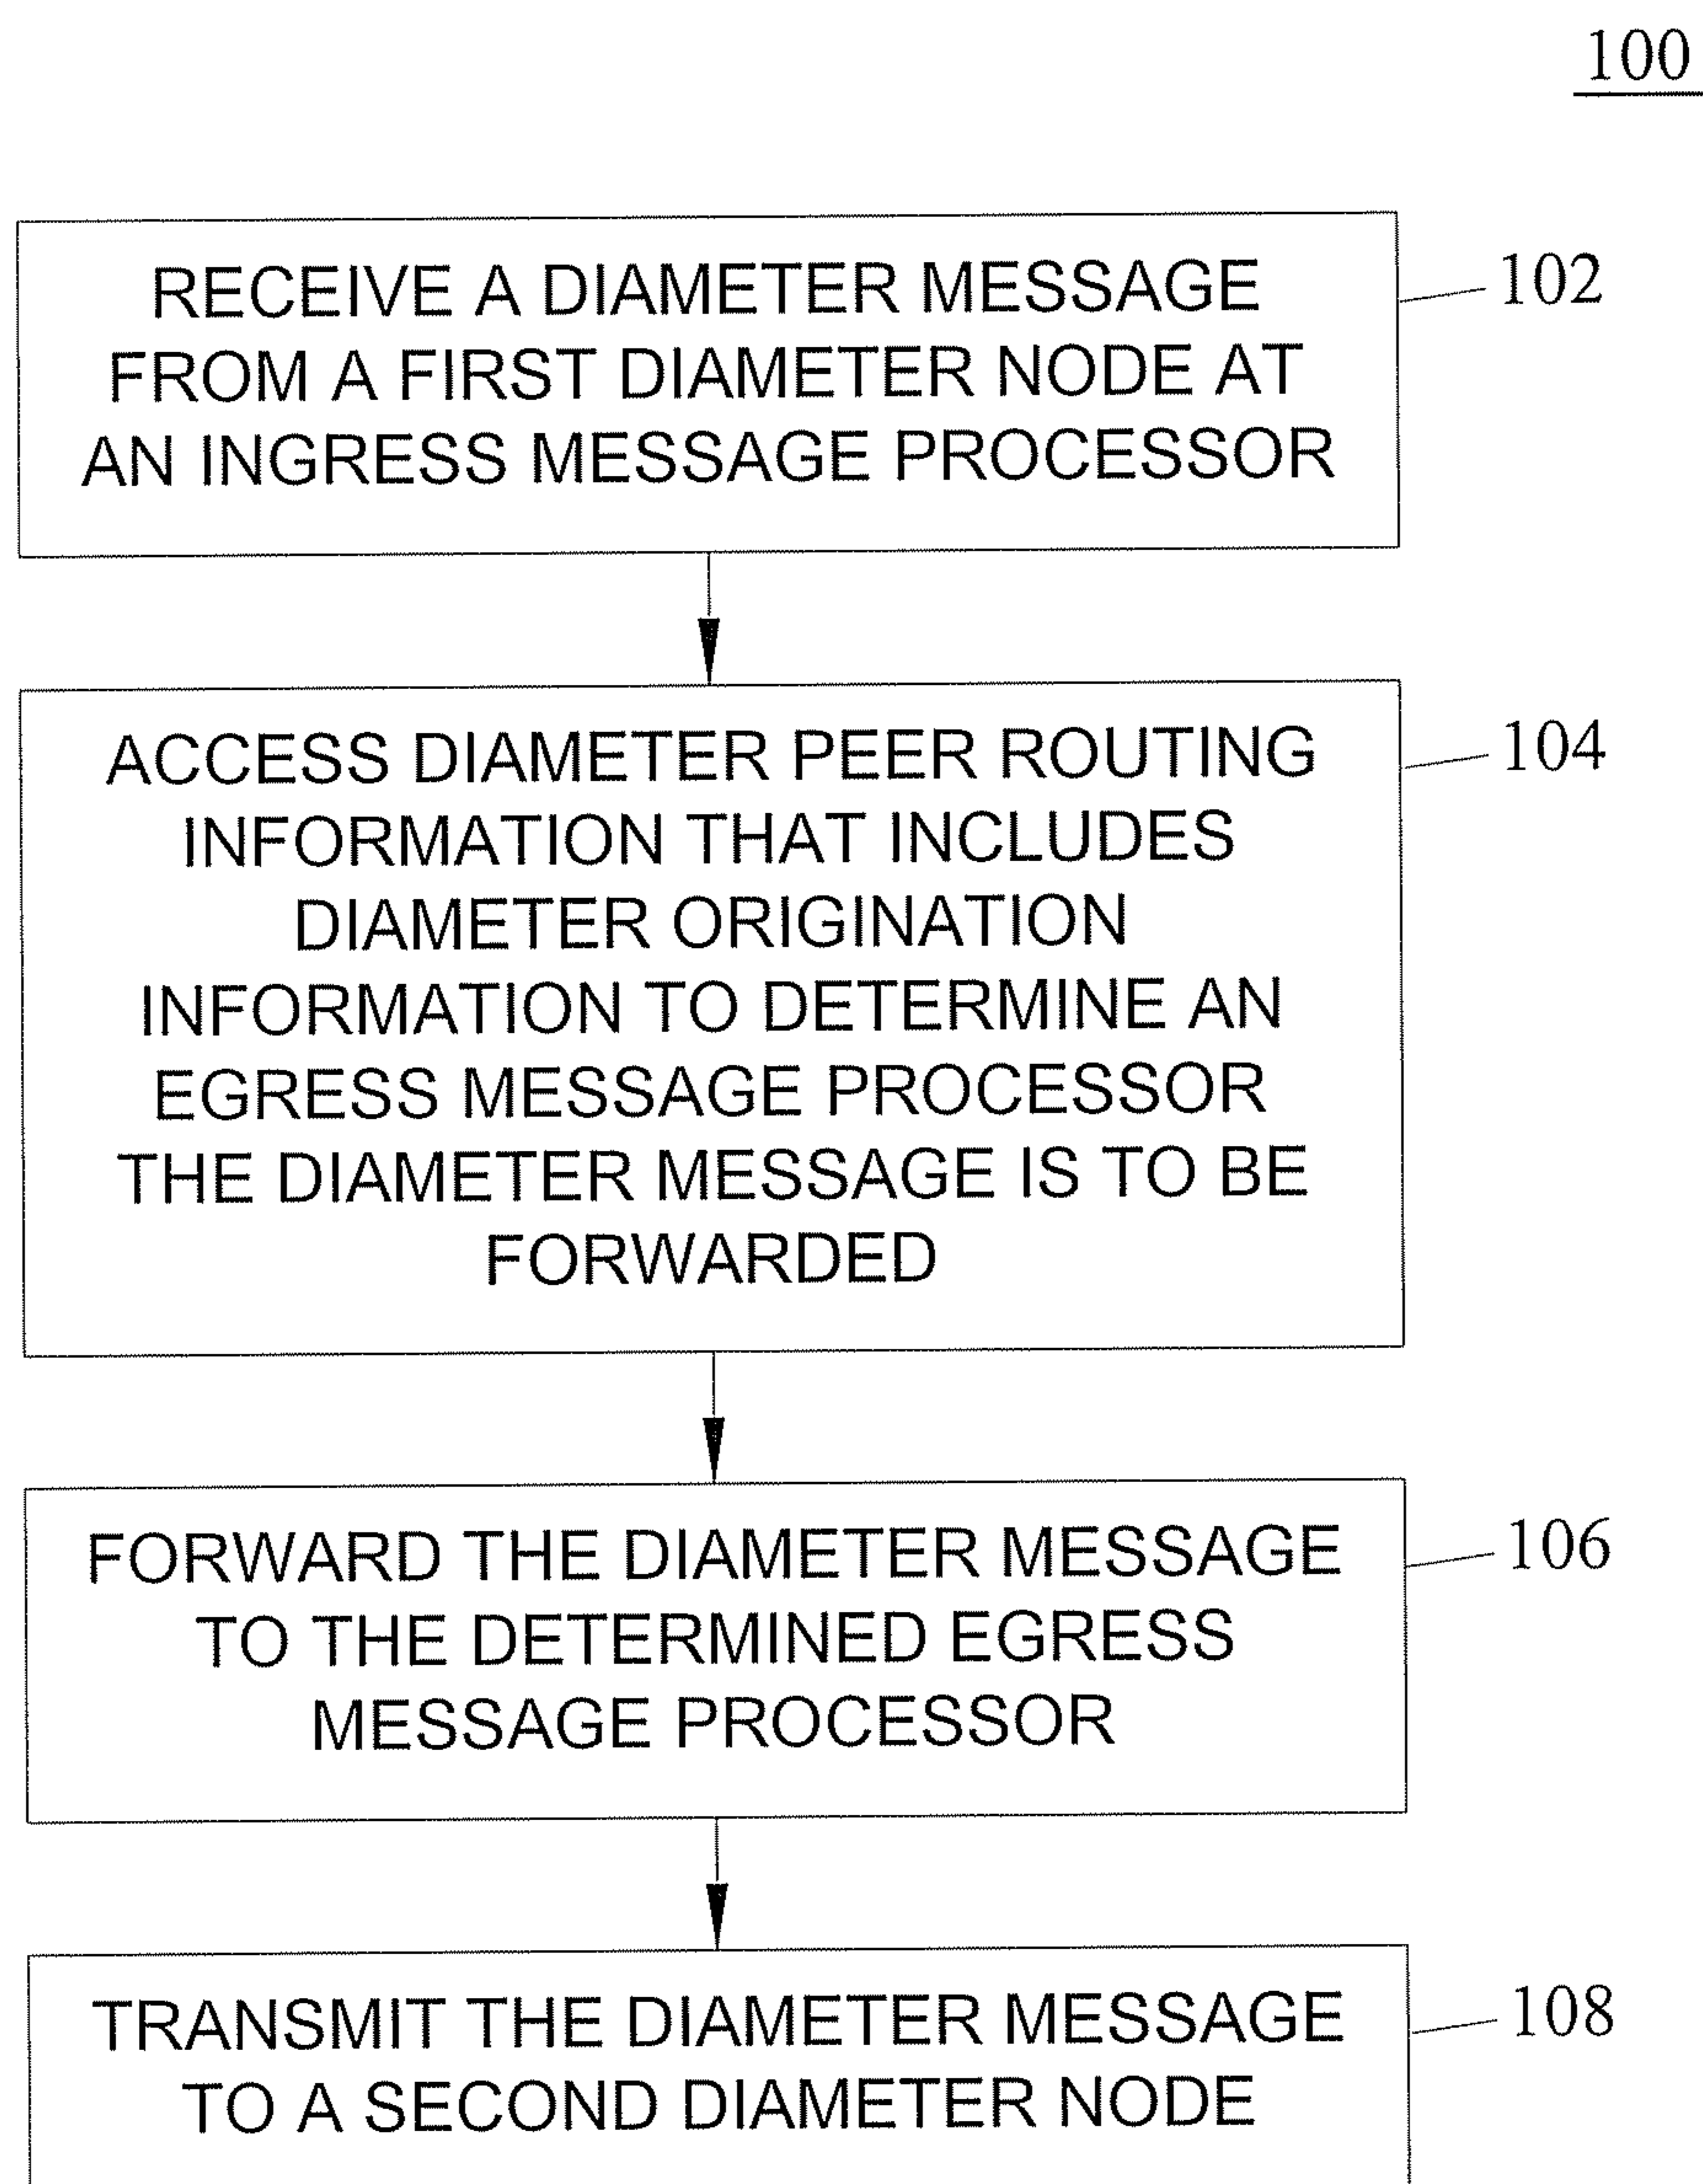 100
RECEIVE A DIAMETER MESSAGE
FROM A FIRST DIAMETER NODE AT
AN INGRESS MESSAGE PROCESSOR
102
ACCESS DIAMETER PEER ROUTING
INFORMATION THAT INCLUDES
DIAMETER ORIGINATION
INFORMATION TO DETERMINE AN
EGRESS MESSAGE PROCESSOR
THE DIAMETER MESSAGE IS TO BE
FORWARDED
104
FORWARD THE DIAMETER MESSAGE
TO THE DETERMINED EGRESS
MESSAGE PROCESSOR
106
TRANSMIT THE DIAMETER MESSAGE
TO A SECOND DIAMETER NODE
108